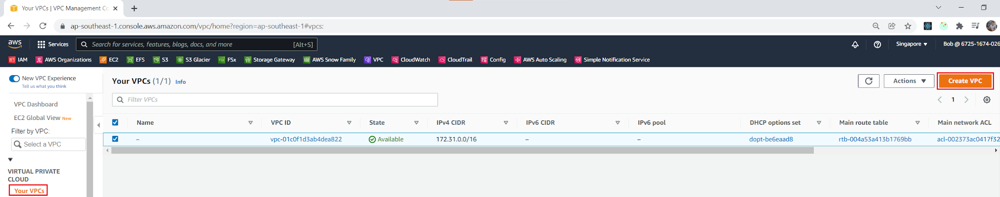 Your VPCs | VPC Management Co
ap-southeast-1.console.aws.amazon.com/vpc/home?region=ap-southeast-1#vpcs:
aws Services Search for services, features, blogs, docs, and more [Alt+S] Singapore Bob @ 6725-1674-026
IAM AWS Organizations EC2 EFS S3 S3 Glacier FSx FSx Storage Gateway AWS Snow Family VPC CloudWatch CloudTrail Config AWS Auto Scaling Simple Notification Service
New VPC Experience
Tell us what you think
VPC Dashboard
EC2 Global View New
Filter by VPC:
Select a VPC
VIRTUAL PRIVATE
CLOUD
Your VPCs
Your VPCs (1/1) Info
Actions Create VPC
Filter VPCs
1
Name VPC ID State IPv4 CIDR IPv6 CIDR IPv6 pool DHCP options set Main route table Main network ACL
– vpc-01c0f1d3ab4dea822 Available 172.31.0.0/16 – – dopt-be6eaad8 rtb-004a53a413b1769bb acl-002373ac0417f32